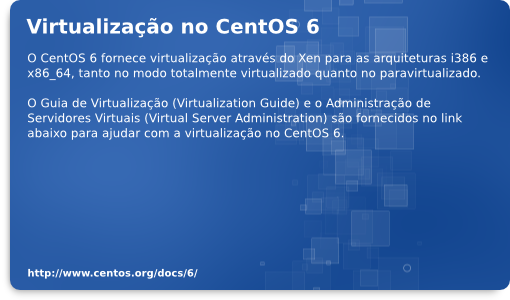 Virtualização no CentOS 6
O CentOS 6 fornece virtualização através do Xen para as arquiteturas i386 e
x86_64, tanto no modo totalmente virtualizado quanto no paravirtualizado.
O Guia de Virtualização (Virtualization Guide) e o Administração de
Servidores Virtuais (Virtual Server Administration) são fornecidos no link
abaixo para ajudar com a virtualização no CentOS 6.
http://www.centos.org/docs/6/